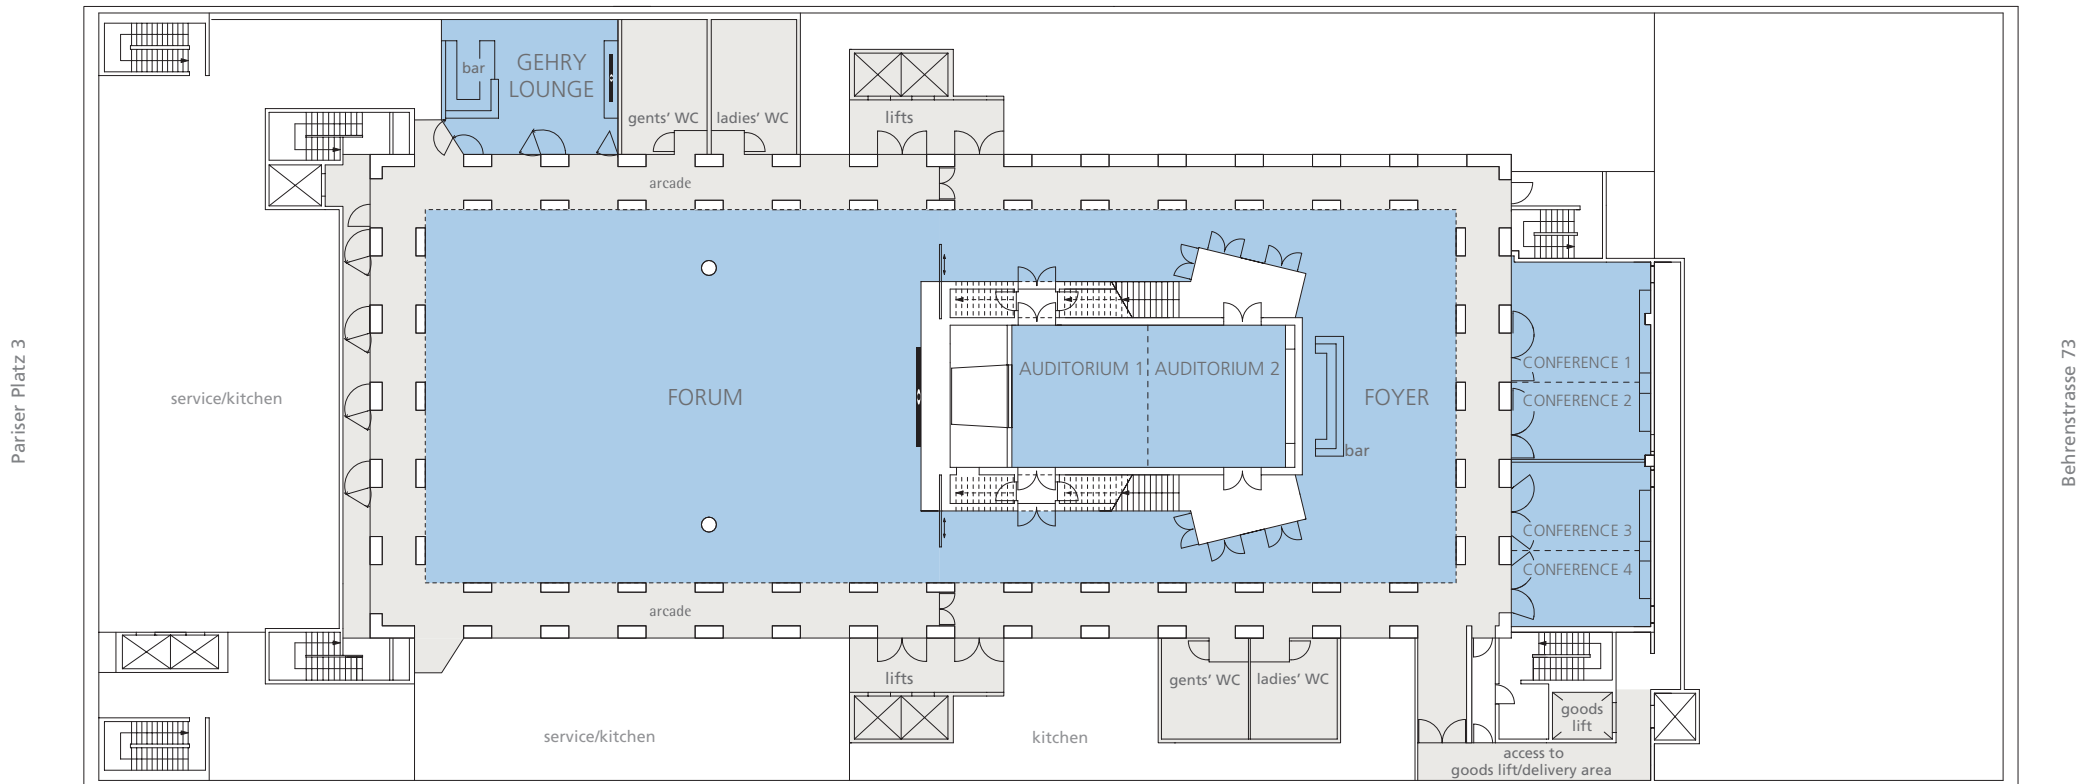 GEHRY
LOUNGE
bar
gents' WC
ladies' WC
lifts
arcade
Pariser Platz 3
service/kitchen
FORUM
AUDITORIUM 1
AUDITORIUM 2
FOYER
bar
CONFERENCE 1
CONFERENCE 2
CONFERENCE 3
CONFERENCE 4
Behrenstrasse 73
arcade
lifts
gents' WC
ladies' WC
goods
lift
service/kitchen
kitchen
access to
goods lift/delivery area